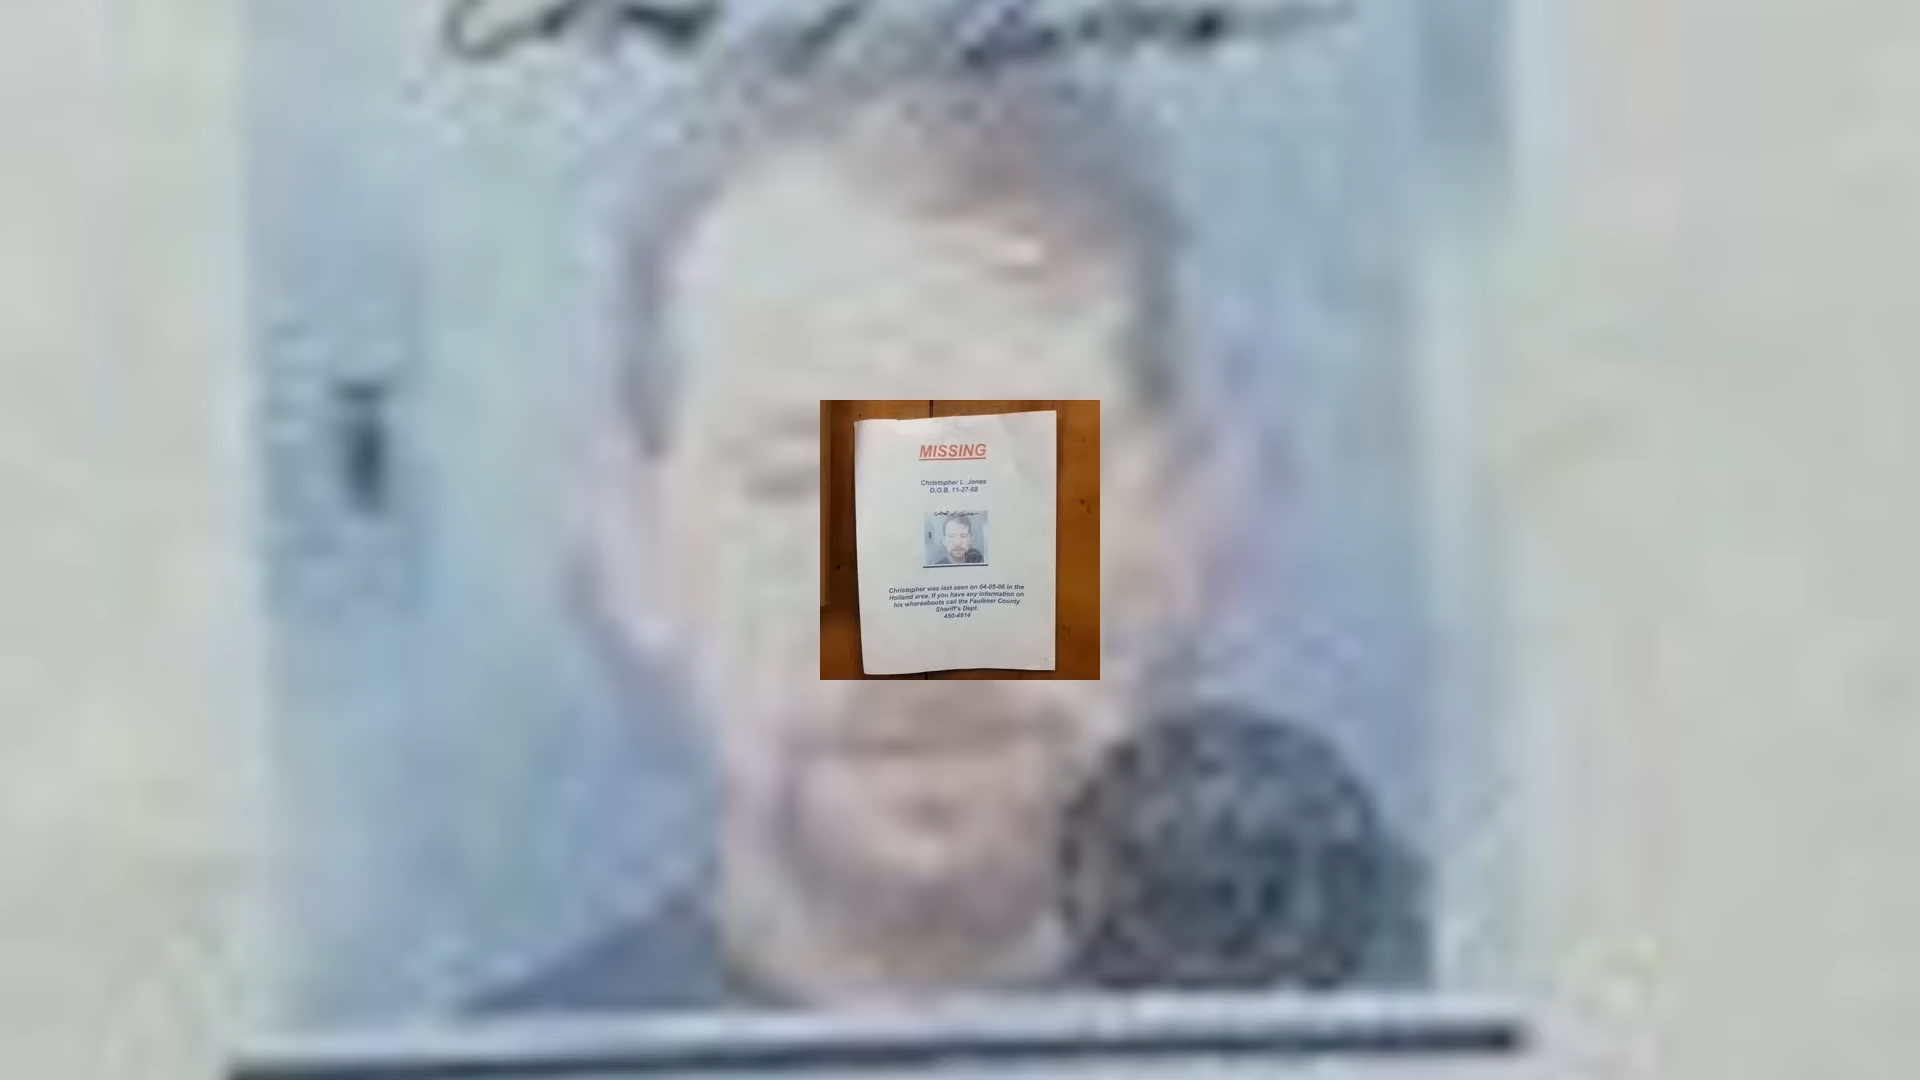 MISSING
Christopher L. Jones
D.O.B. 11-27-68
Christopher was last seen on 04-05-06 in the
Holland area. If you have any information on
his whereabouts call the Faulkner County
Sheriff's Dept.
450-4914